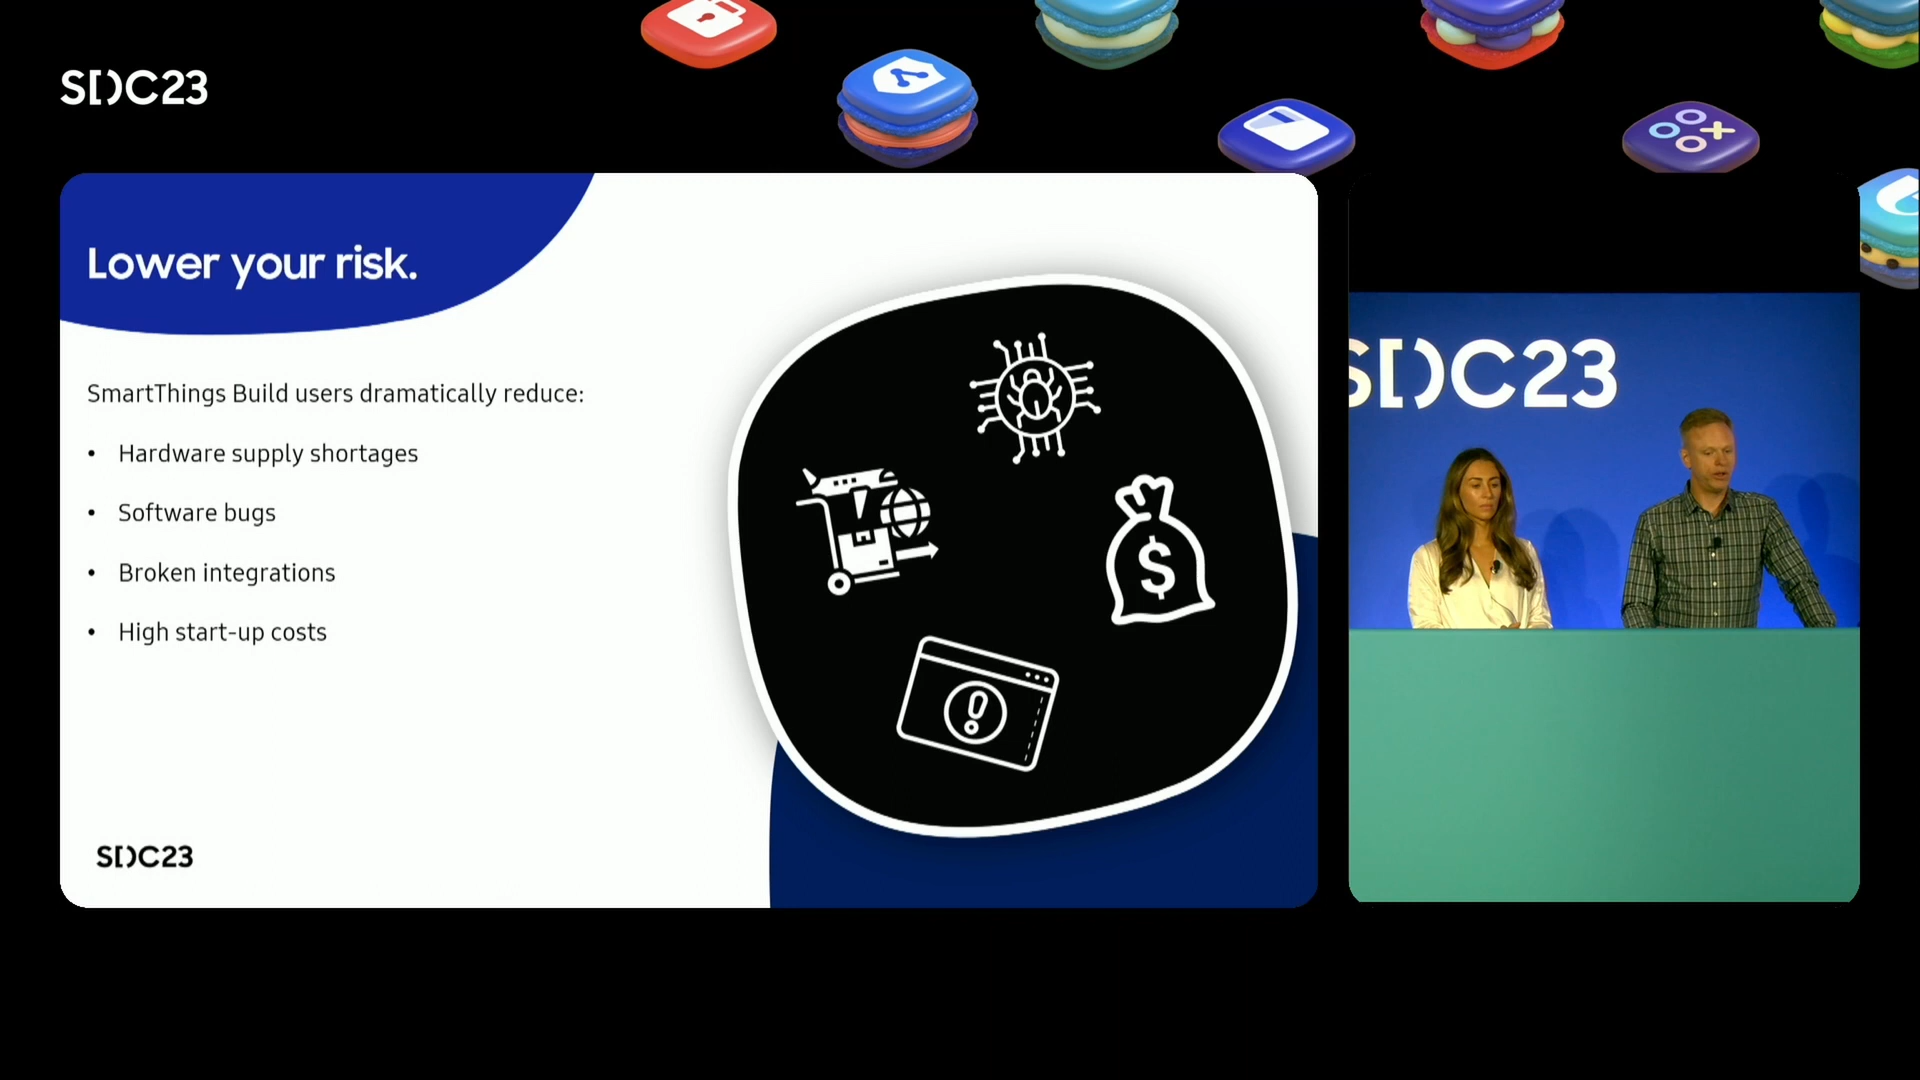 SDC23
Lower your risk.
SmartThings Build users dramatically reduce:
• Hardware supply shortages
• Software bugs
• Broken integrations
• High start-up costs
$
!
SDC23
SDC23